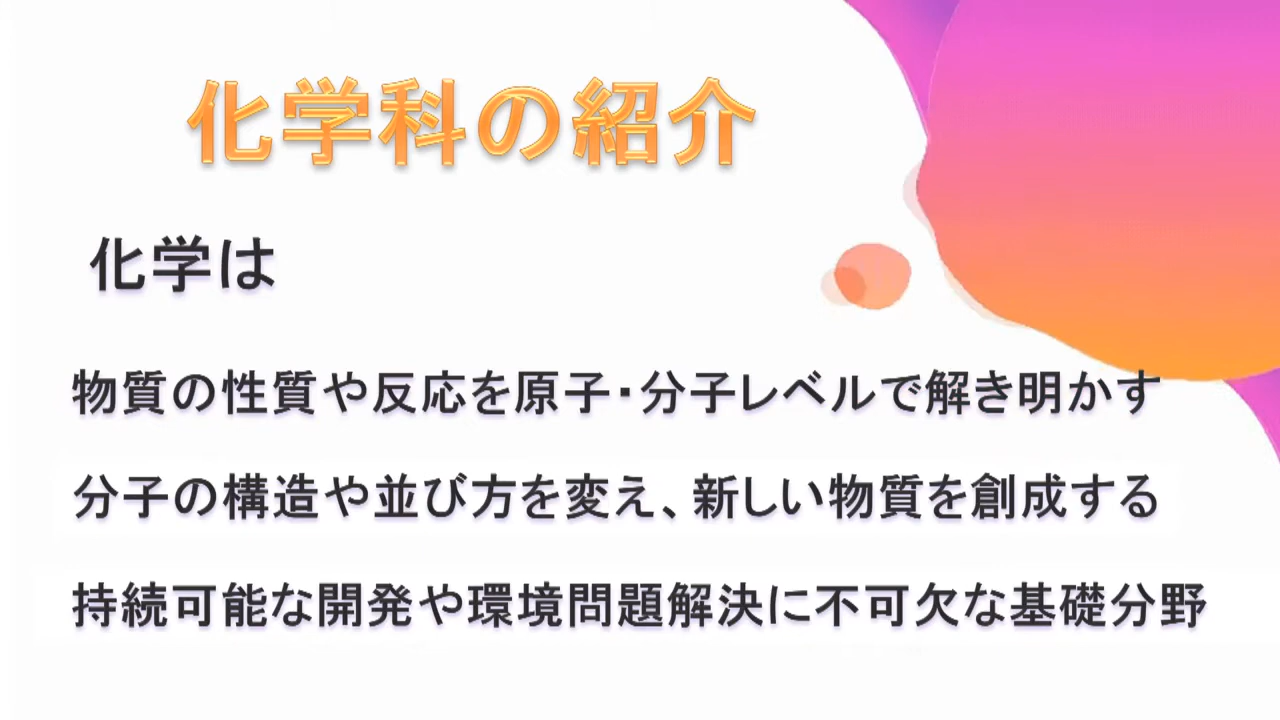 化学科の紹介
化学は
物質の性質や反応を原子・分子レベルで解き明かす
分子の構造や並び方を変え、新しい物質を創成する
持続可能な開発や環境問題解決に不可欠な基礎分野